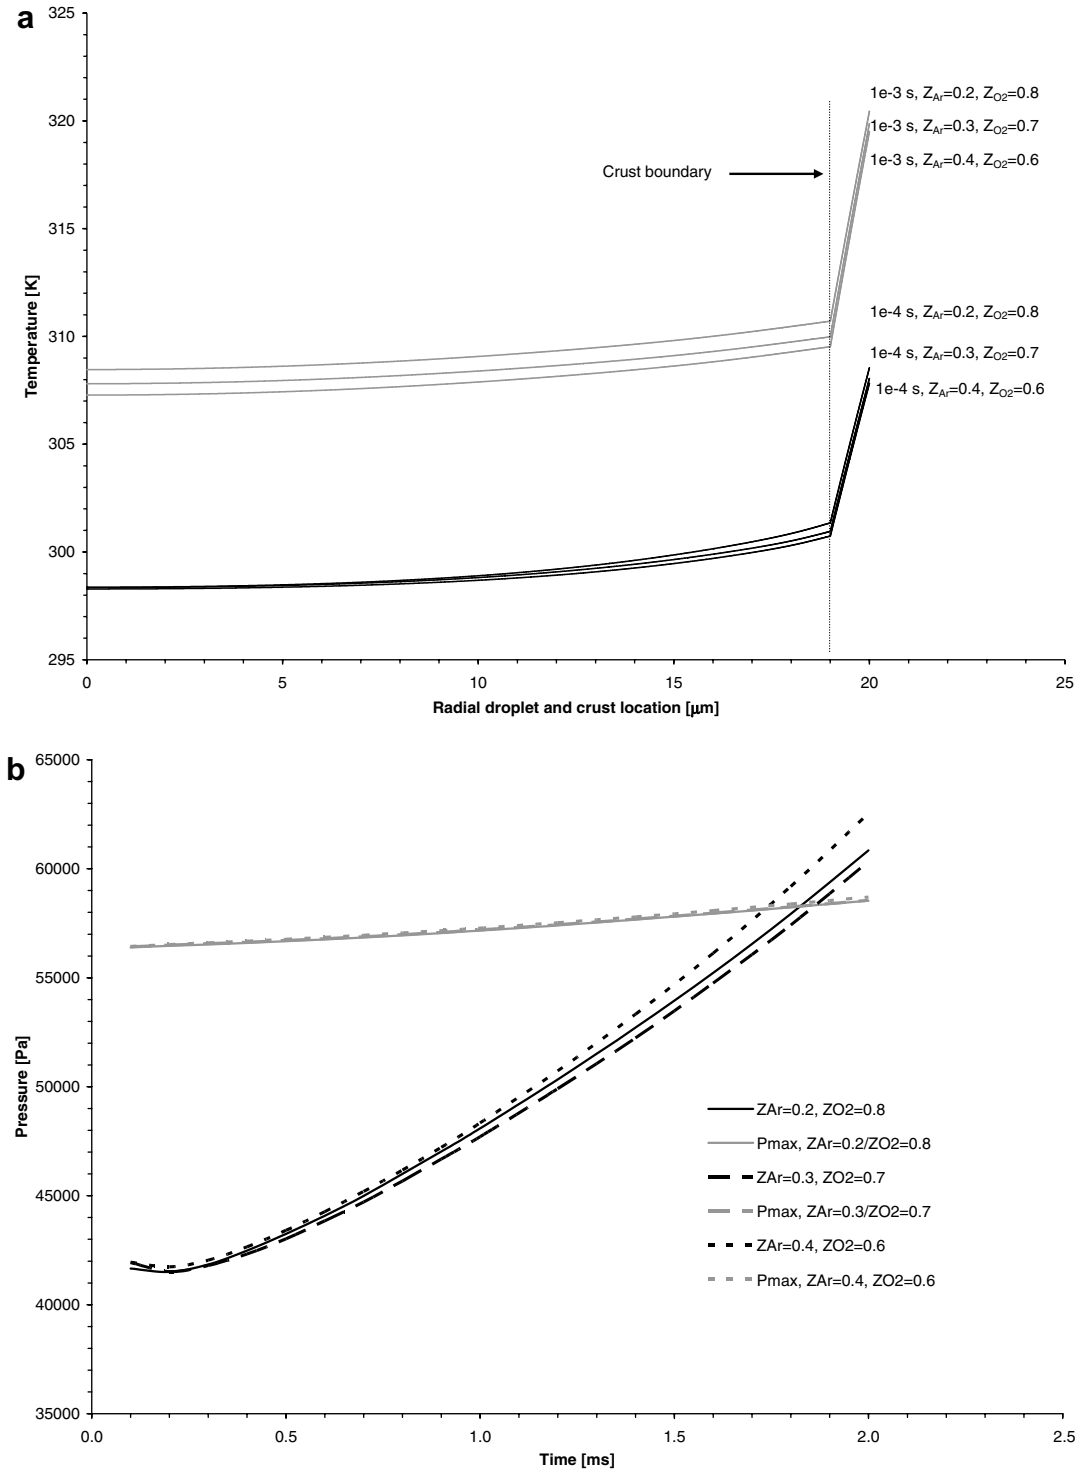 a
325
320
315
310
305
300
295
Temperature [K]
1e-3 s, ZAr=0.2, ZO2=0.8
1e-3 s, ZAr=0.3, ZO2=0.7
1e-3 s, ZAr=0.4, ZO2=0.6
Crust boundary
1e-4 s, ZAr=0.2, ZO2=0.8
1e-4 s, ZAr=0.3, ZO2=0.7
1e-4 s, ZAr=0.4, ZO2=0.6
0 5 10 15 20 25
Radial droplet and crust location [μm]
b
65000
60000
55000
50000
45000
40000
35000
Pressure [Pa]
ZAr=0.2, ZO2=0.8
Pmax, ZAr=0.2/ZO2=0.8
ZAr=0.3, ZO2=0.7
Pmax, ZAr=0.3/ZO2=0.7
ZAr=0.4, ZO2=0.6
Pmax, ZAr=0.4, ZO2=0.6
0.0 0.5 1.0 1.5 2.0 2.5
Time [ms]